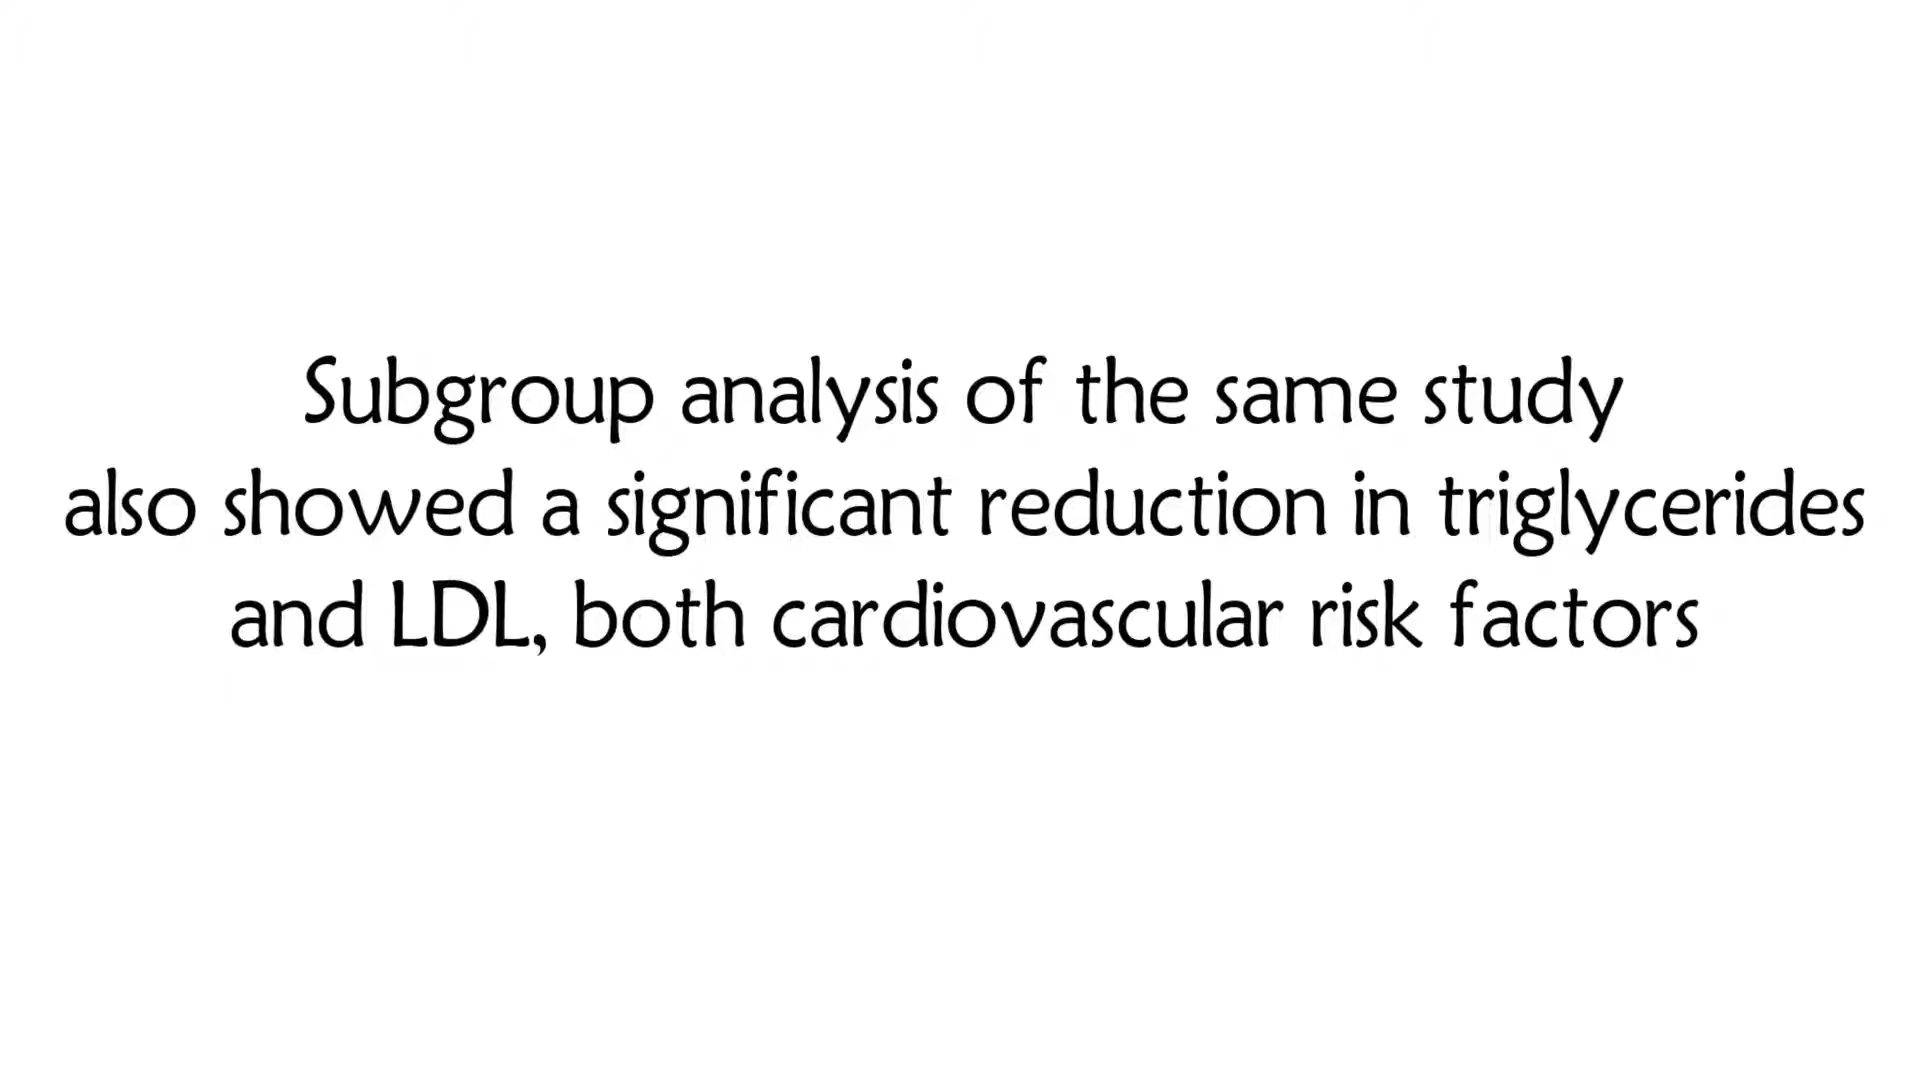 Subgroup analysis of the same study
also showed a significant reduction in triglycerides
and LDL, both cardiovascular risk factors